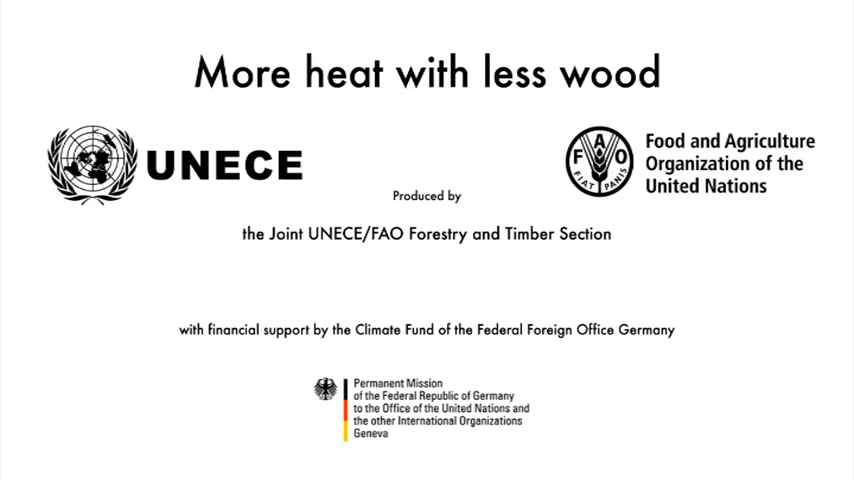 More heat with less wood
UNECE
FAO
FIAT PANIS
Food and Agriculture
Organization of the
United Nations
Produced by
the Joint UNECE/FAO Forestry and Timber Section
with financial support by the Climate Fund of the Federal Foreign Office Germany
Permanent Mission
of the Federal Republic of Germany
to the Office of the United Nations and
the other International Organizations
Geneva